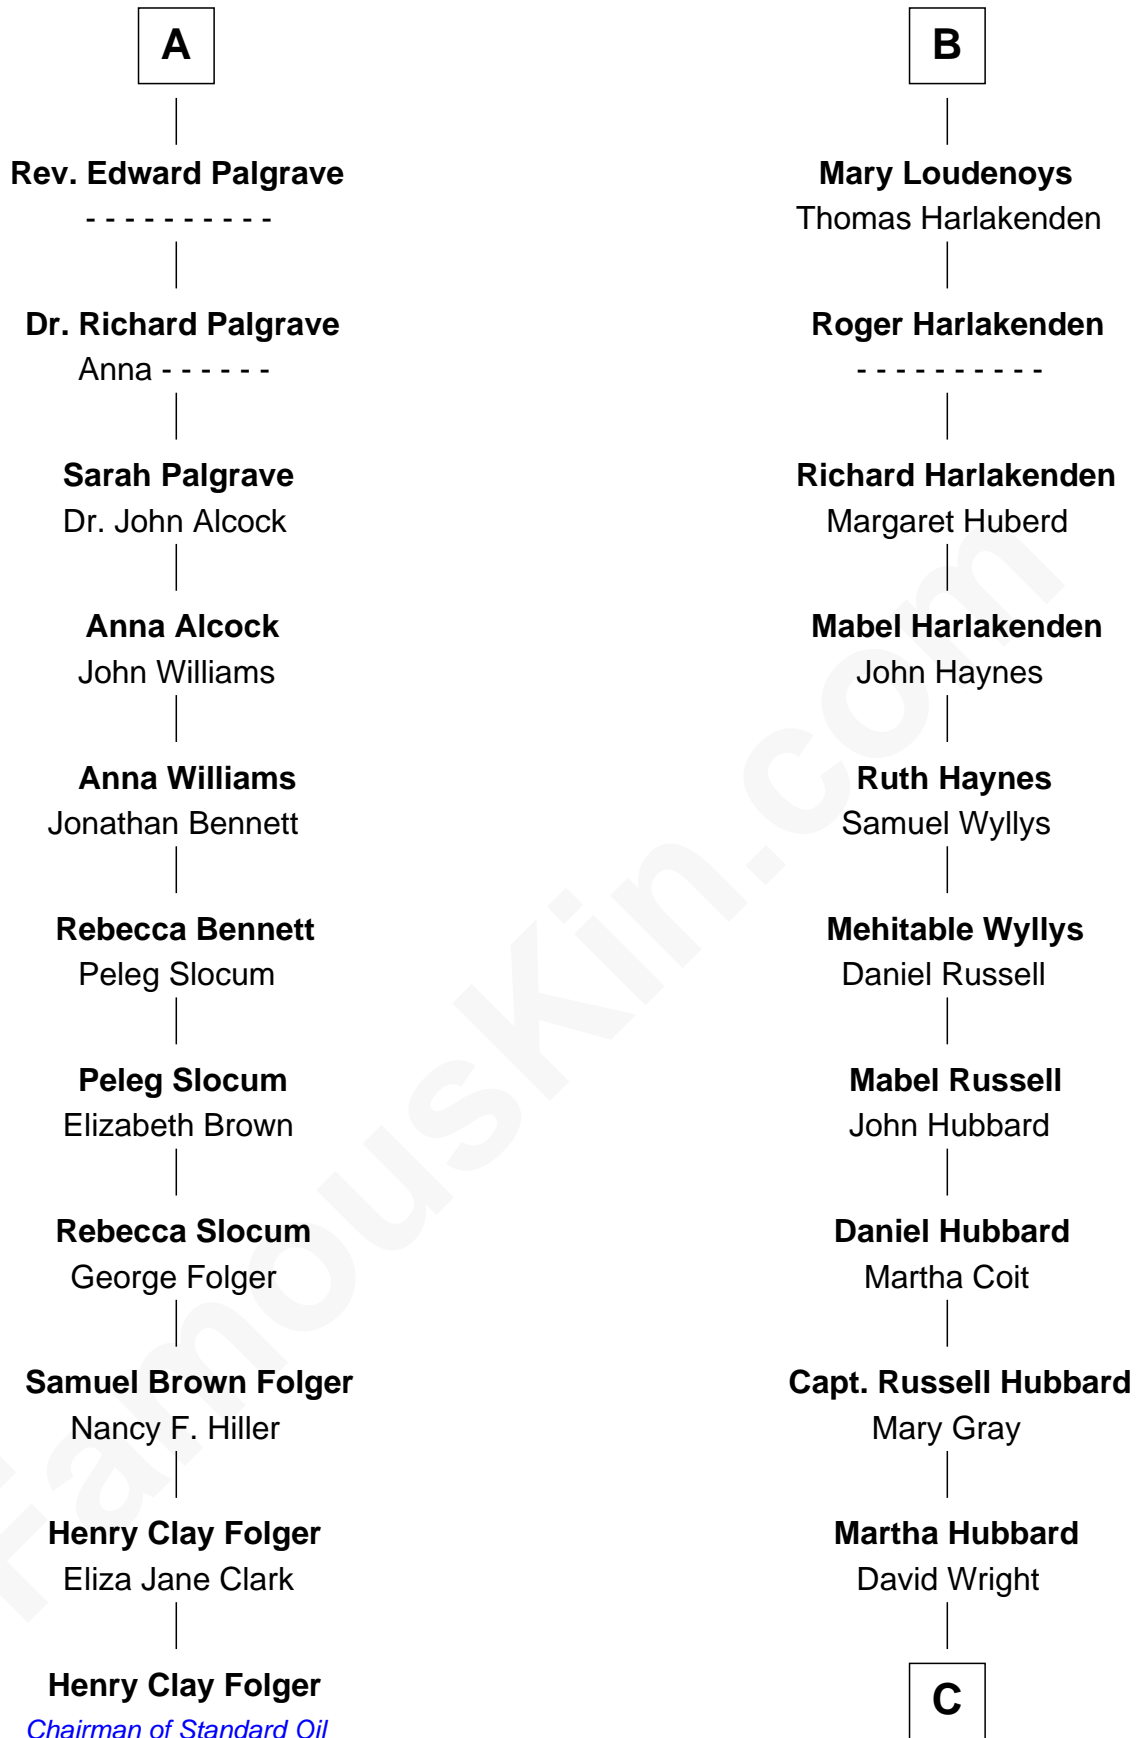 A
Rev. Edward Palgrave
- - - - - - - - - -
Dr. Richard Palgrave
Anna - - - - - -
Sarah Palgrave
Dr. John Alcock
Anna Alcock
John Williams
Anna Williams
Jonathan Bennett
Rebecca Bennett
Peleg Slocum
Peleg Slocum
Elizabeth Brown
Rebecca Slocum
George Folger
Samuel Brown Folger
Nancy F. Hiller
Henry Clay Folger
Eliza Jane Clark
Henry Clay Folger
Chairman of Standard Oil
B
Mary Loudenoys
Thomas Harlakenden
Roger Harlakenden
- - - - - - - - - -
Richard Harlakenden
Margaret Huberd
Mabel Harlakenden
John Haynes
Ruth Haynes
Samuel Wyllys
Mehitable Wyllys
Daniel Russell
Mabel Russell
John Hubbard
Daniel Hubbard
Martha Coit
Capt. Russell Hubbard
Mary Gray
Martha Hubbard
David Wright
C
FamousKin.com